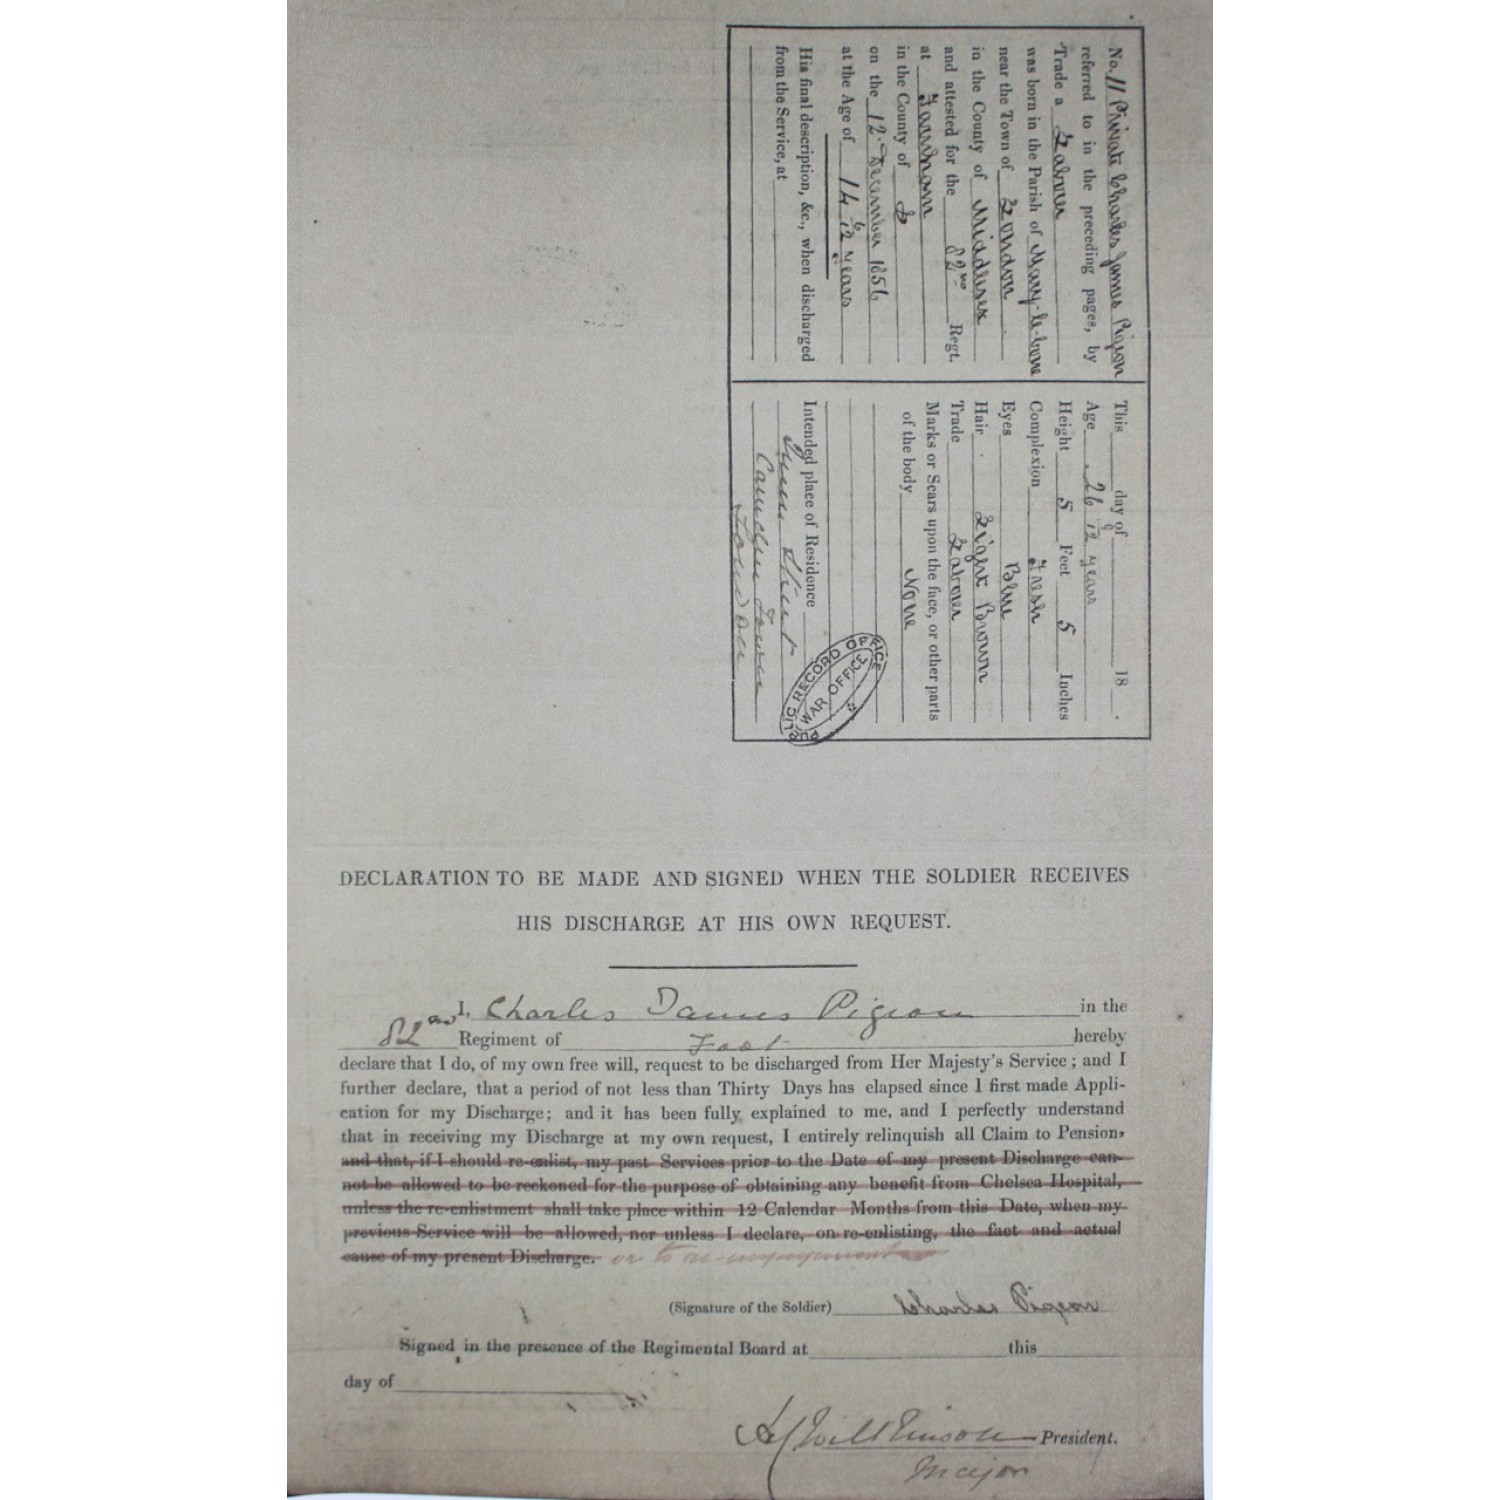 No. 11 Private Charles James Pigeon
referred to in the preceding pages, by
Trade a Labourer
was born in the Parish of Mary-le-bone
near the Town of London
in the County of Middlesex
and attested for the 82nd Regt.
at
in the County of
on the 12 December 1856
at the Age of 14 6/12 years
His final description, &c., when discharged
from the Service, at
This day of 18 .
Age 26 /12 years
Height 5 Feet 5 Inches
Complexion Fresh
Eyes Blue
Hair Light Brown
Trade Labourer
Marks or Scars upon the face, or other parts
of the body None
Intended place of Residence
Street
Camden Town
London
PUBLIC RECORD OFFICE
WAR OFFICE
DECLARATION TO BE MADE AND SIGNED WHEN THE SOLDIER RECEIVES
HIS DISCHARGE AT HIS OWN REQUEST.
I, Charles James Pigeon in the
82nd Regiment of Foot hereby
declare that I do, of my own free will, request to be discharged from Her Majesty's Service; and I
further declare, that a period of not less than Thirty Days has elapsed since I first made Appli-
cation for my Discharge; and it has been fully explained to me, and I perfectly understand
that in receiving my Discharge at my own request, I entirely relinquish all Claim to Pension,
and that, if I should re-enlist, my past Services prior to the Date of my present Discharge can-
not be allowed to be reckoned for the purpose of obtaining any benefit from Chelsea Hospital,
unless the re-enlistment shall take place within 12 Calendar Months from this Date, when my
previous Service will be allowed, nor unless I declare, on re-enlisting, the fact and actual
cause of my present Discharge. or to re-engagement
(Signature of the Soldier) Charles Pigeon
Signed in the presence of the Regimental Board at this
day of
Wilkinson President.
Major